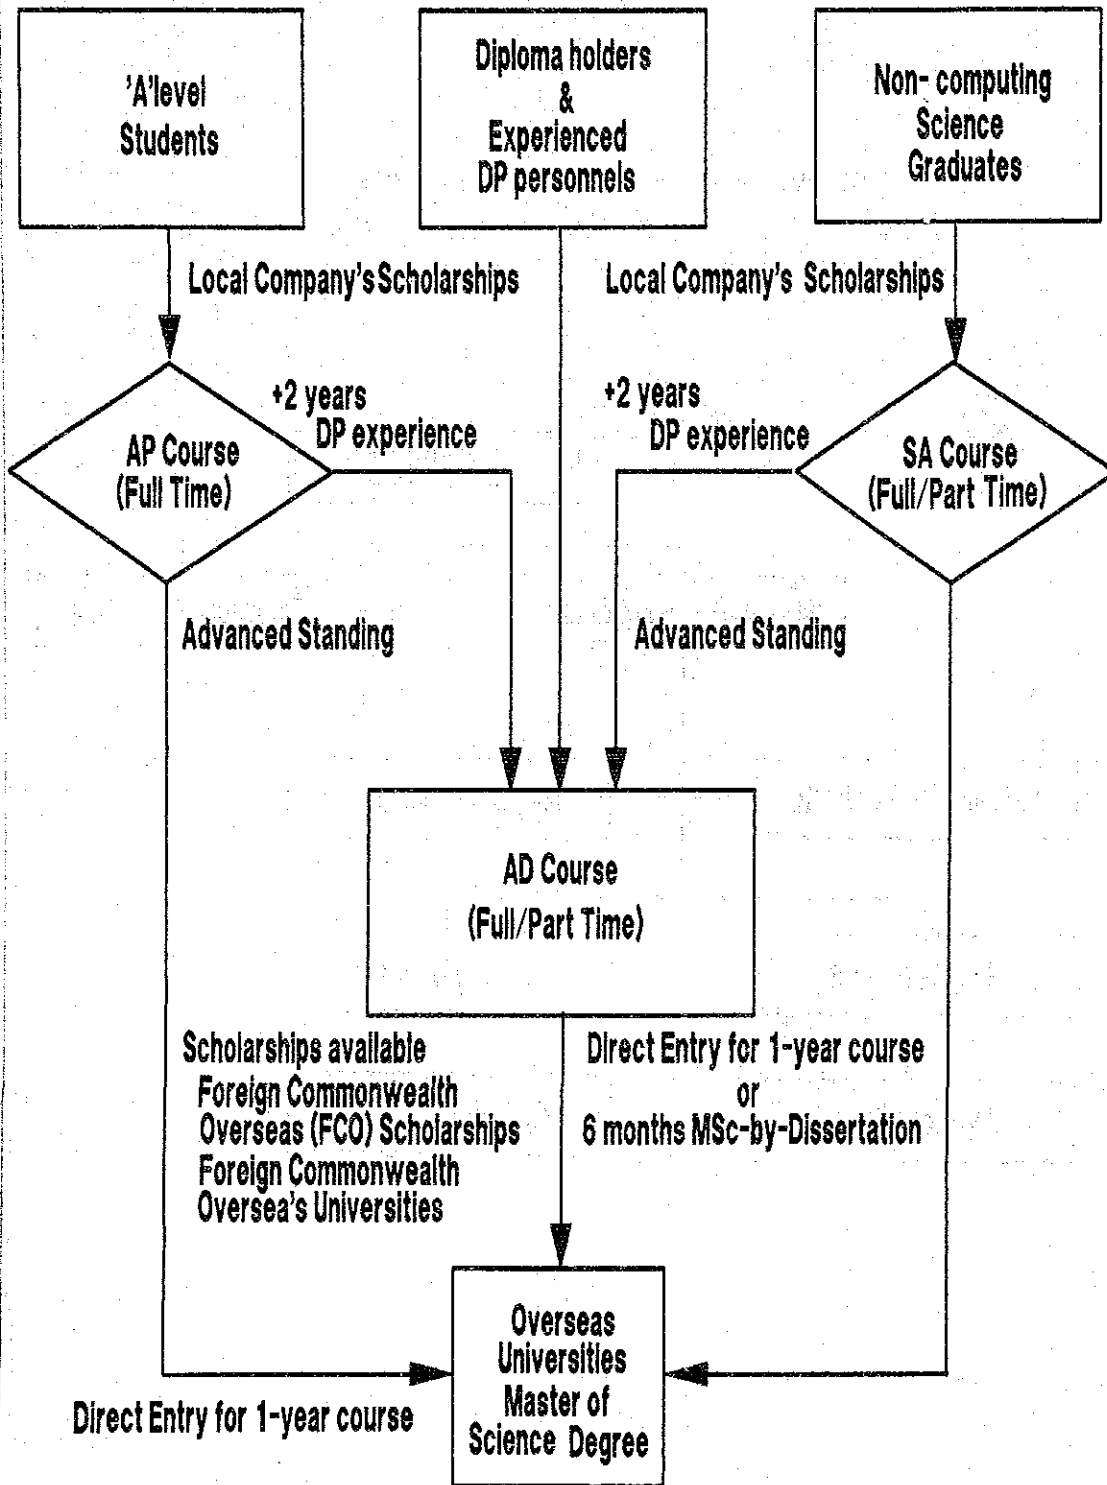 'A'level
Students
Diploma holders
&
Experienced
DP personnels
Non- computing
Science
Graduates
Local Company's Scholarships
Local Company's Scholarships
+2 years
DP experience
+2 years
DP experience
AP Course
(Full Time)
SA Course
(Full/Part Time)
Advanced Standing
Advanced Standing
AD Course
(Full/Part Time)
Scholarships available
Foreign Commonwealth
Overseas (FCO) Scholarships
Foreign Commonwealth
Oversea's Universities
Direct Entry for 1-year course
or
6 months MSc-by-Dissertation
Overseas
Universities
Master of
Science Degree
Direct Entry for 1-year course